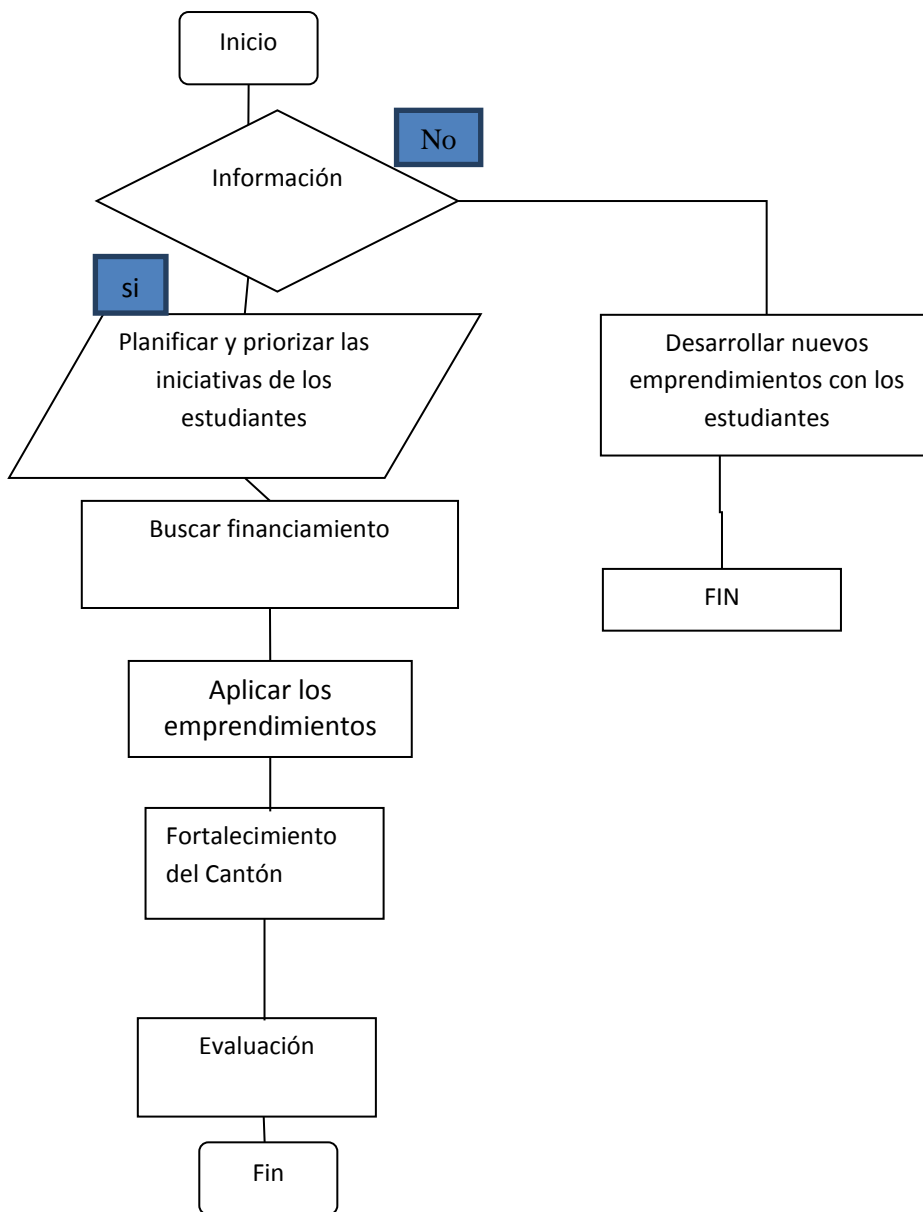 Inicio
No
Información
si
Planificar y priorizar las
iniciativas de los
estudiantes
Desarrollar nuevos
emprendimientos con los
estudiantes
Buscar financiamiento
FIN
Aplicar los
emprendimientos
Fortalecimiento
del Cantón
Evaluación
Fin